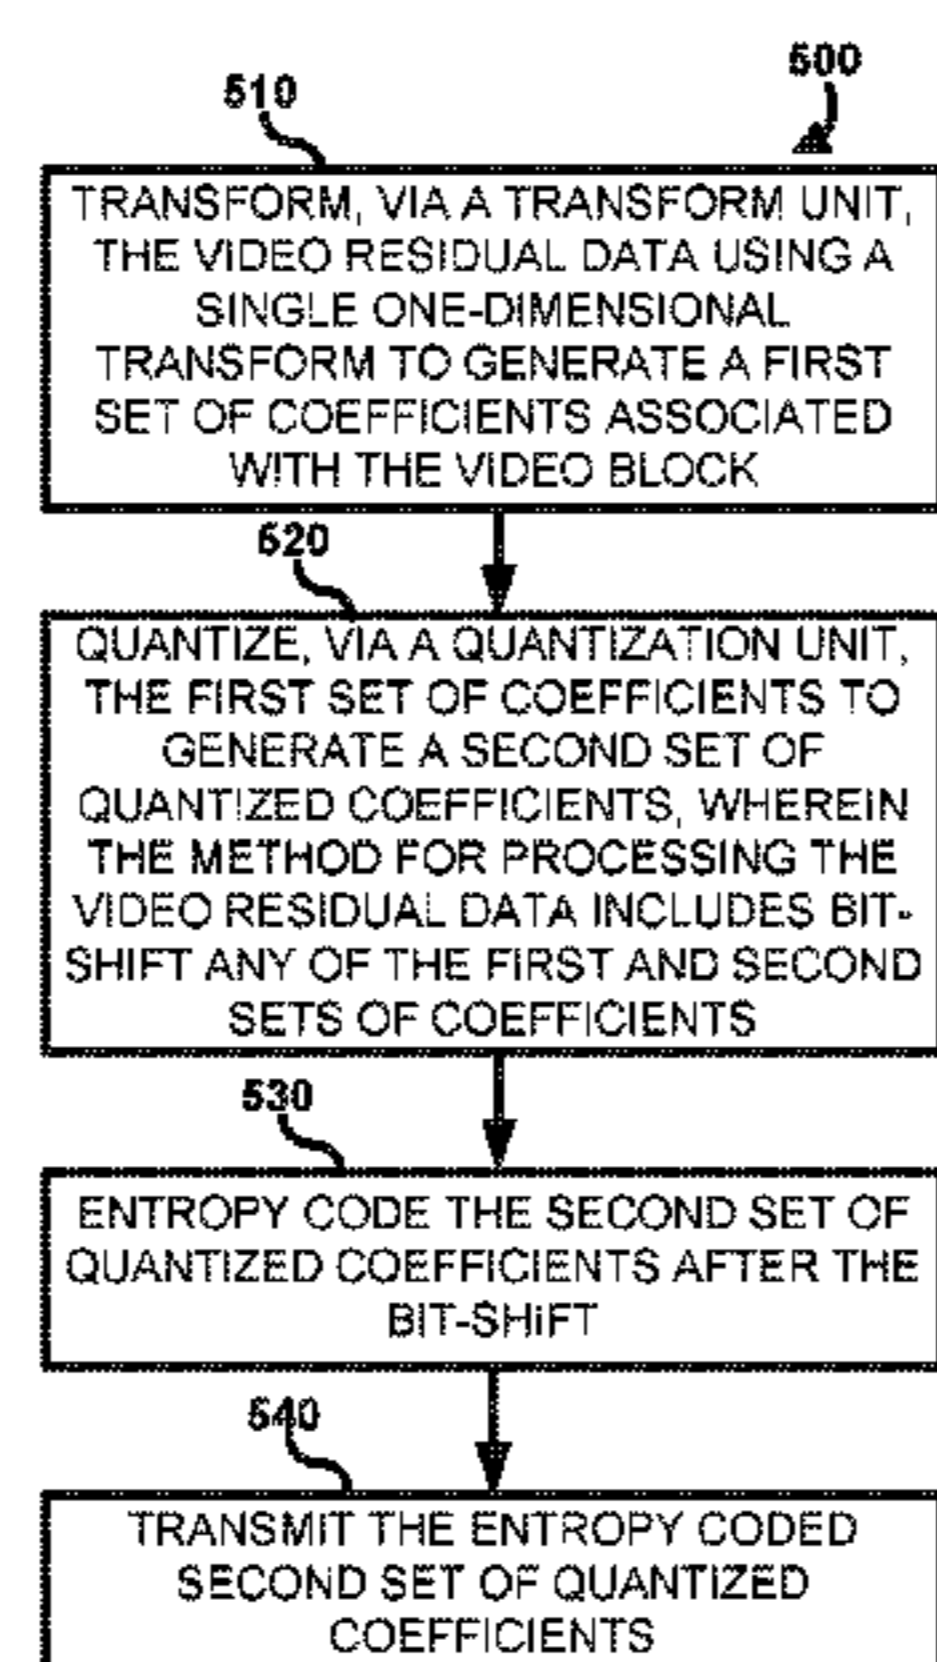 500
510
TRANSFORM, VIA A TRANSFORM UNIT,
THE VIDEO RESIDUAL DATA USING A
SINGLE ONE-DIMENSIONAL
TRANSFORM TO GENERATE A FIRST
SET OF COEFFICIENTS ASSOCIATED
WITH THE VIDEO BLOCK
520
QUANTIZE, VIA A QUANTIZATION UNIT,
THE FIRST SET OF COEFFICIENTS TO
GENERATE A SECOND SET OF
QUANTIZED COEFFICIENTS, WHEREIN
THE METHOD FOR PROCESSING THE
VIDEO RESIDUAL DATA INCLUDES BIT-
SHIFT ANY OF THE FIRST AND SECOND
SETS OF COEFFICIENTS
530
ENTROPY CODE THE SECOND SET OF
QUANTIZED COEFFICIENTS AFTER THE
BIT-SHIFT
540
TRANSMIT THE ENTROPY CODED
SECOND SET OF QUANTIZED
COEFFICIENTS